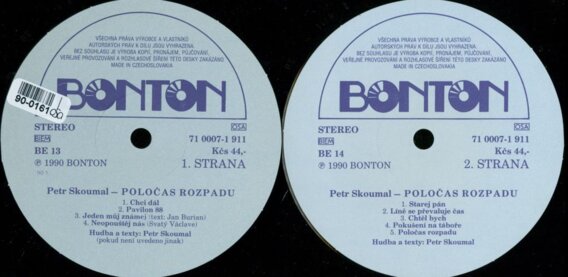 VŠECHNA PRÁVA VÝROBCE A VLASTNÍKŮ
AUTORSKÝCH PRÁV K DÍLU JSOU VYHRAZENA.
BEZ SOUHLASU JE VÝROBA KOPIÍ, PRONÁJEM, PŮJČOVÁNÍ,
VEŘEJNÉ PROVOZOVÁNÍ A ROZHLASOVÉ ŠÍŘENÍ TÉTO DESKY ZAKÁZÁNO
MADE IN CZECHOSLOVAKIA
BONTON
90-0161
STEREO
OSA
BIEM
71 0007-1 911
BE 13
Kčs 44,-
℗ 1990 BONTON
1. STRANA
Petr Skoumal – POLOČAS ROZPADU
1. Chci dál
2. Pavilon 88
3. Jeden můj známej (text: Jan Burian)
4. Neopouštěj nás (Svatý Václave)
Hudba a texty: Petr Skoumal
(pokud není uvedeno jinak)
VŠECHNA PRÁVA VÝROBCE A VLASTNÍKŮ
AUTORSKÝCH PRÁV K DÍLU JSOU VYHRAZENA.
BEZ SOUHLASU JE VÝROBA KOPIÍ, PRONÁJEM, PŮJČOVÁNÍ,
VEŘEJNÉ PROVOZOVÁNÍ A ROZHLASOVÉ ŠÍŘENÍ TÉTO DESKY ZAKÁZÁNO
MADE IN CZECHOSLOVAKIA
BONTON
STEREO
OSA
BIEM
71 0007-1 911
BE 14
Kčs 44,-
℗ 1990 BONTON
2. STRANA
Petr Skoumal – POLOČAS ROZPADU
1. Starej pán
2. Líně se převaluje čas
3. Chtěl bych
4. Pokušení na táboře
5. Poločas rozpadu
Hudba a texty: Petr Skoumal